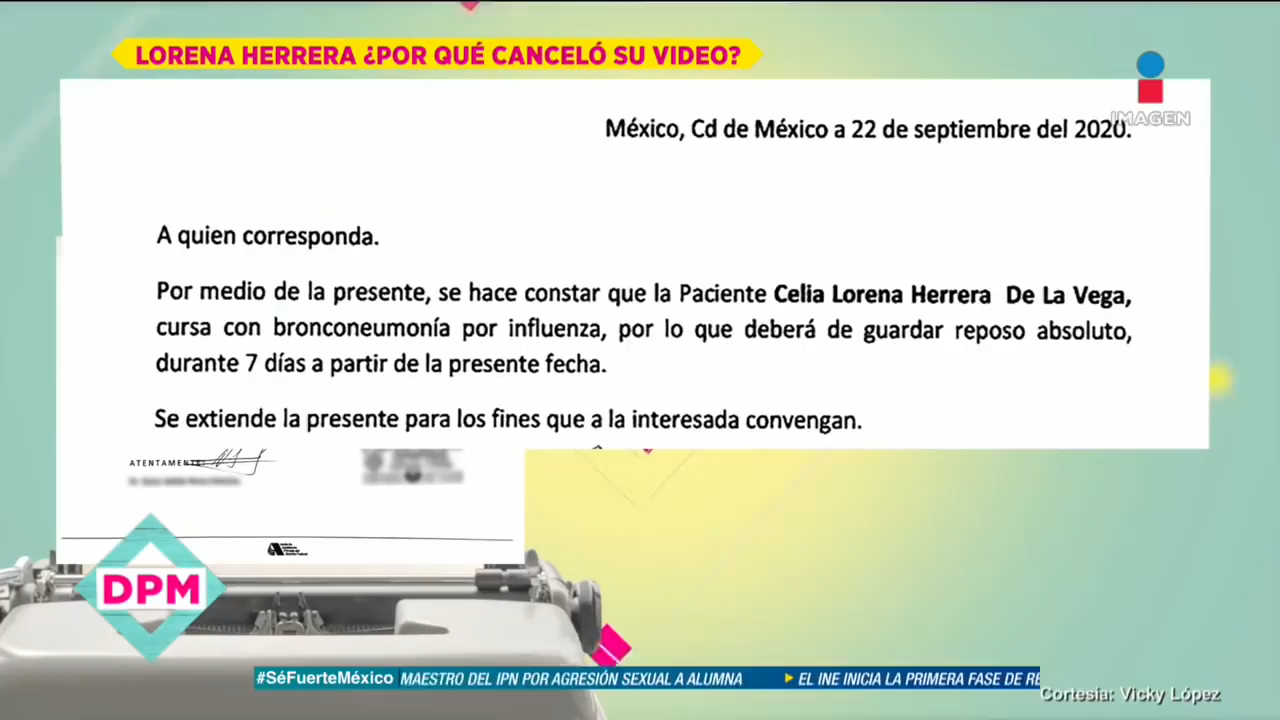 LORENA HERRERA ¿POR QUÉ CANCELÓ SU VIDEO?
IMAGEN
México, Cd de México a 22 de septiembre del 2020.
A quien corresponda.
Por medio de la presente, se hace constar que la Paciente Celia Lorena Herrera De La Vega,
cursa con bronconeumonía por influenza, por lo que deberá de guardar reposo absoluto,
durante 7 días a partir de la presente fecha.
Se extiende la presente para los fines que a la interesada convengan.
ATENTAMENTE:
DPM
#SéFuerteMéxico MAESTRO DEL IPN POR AGRESIÓN SEXUAL A ALUMNA EL INE INICIA LA PRIMERA FASE DE
Cortesía: Vicky López